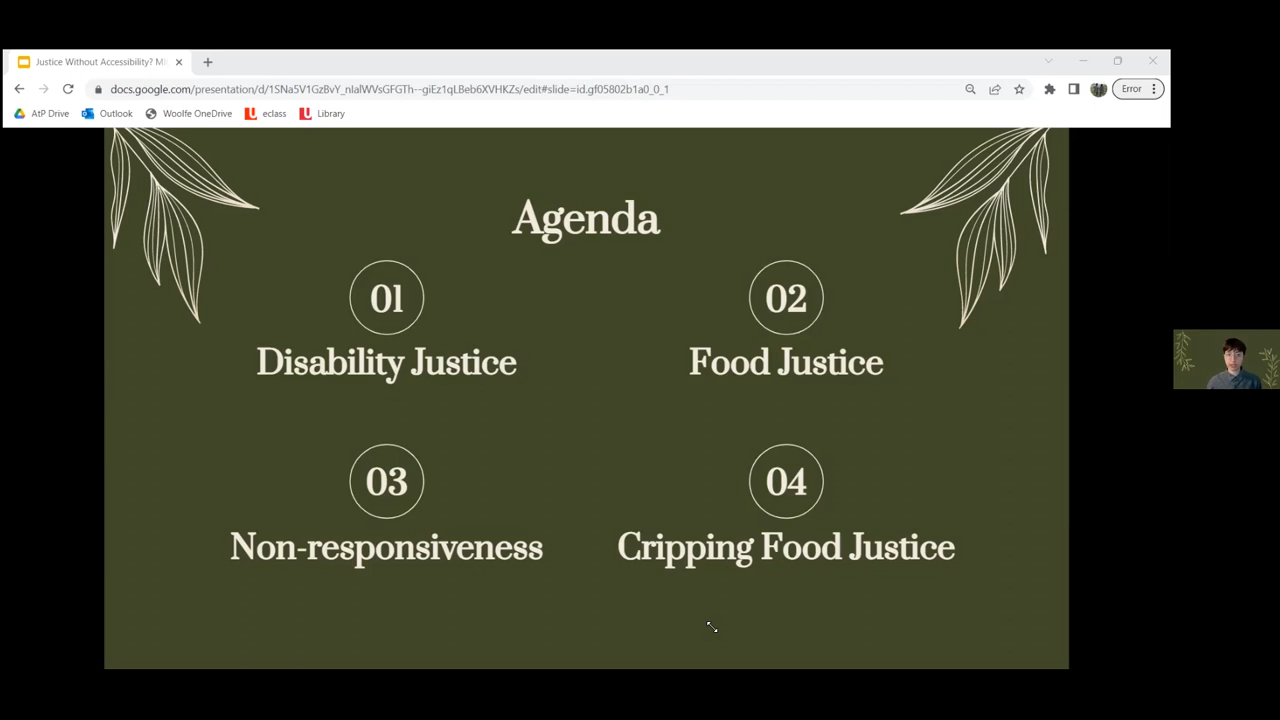 Justice Without Accessibility? MI
docs.google.com/presentation/d/1SNa5V1GzBvY_nlalWVsGFGTh--giEz1qLBeb6XVHKZs/edit#slide=id.gf05802b1a0_0_1
Error
AtP Drive Outlook Woolfe OneDrive eclass Library
Agenda
01 02
Disability Justice Food Justice
03 04
Non-responsiveness Cripping Food Justice